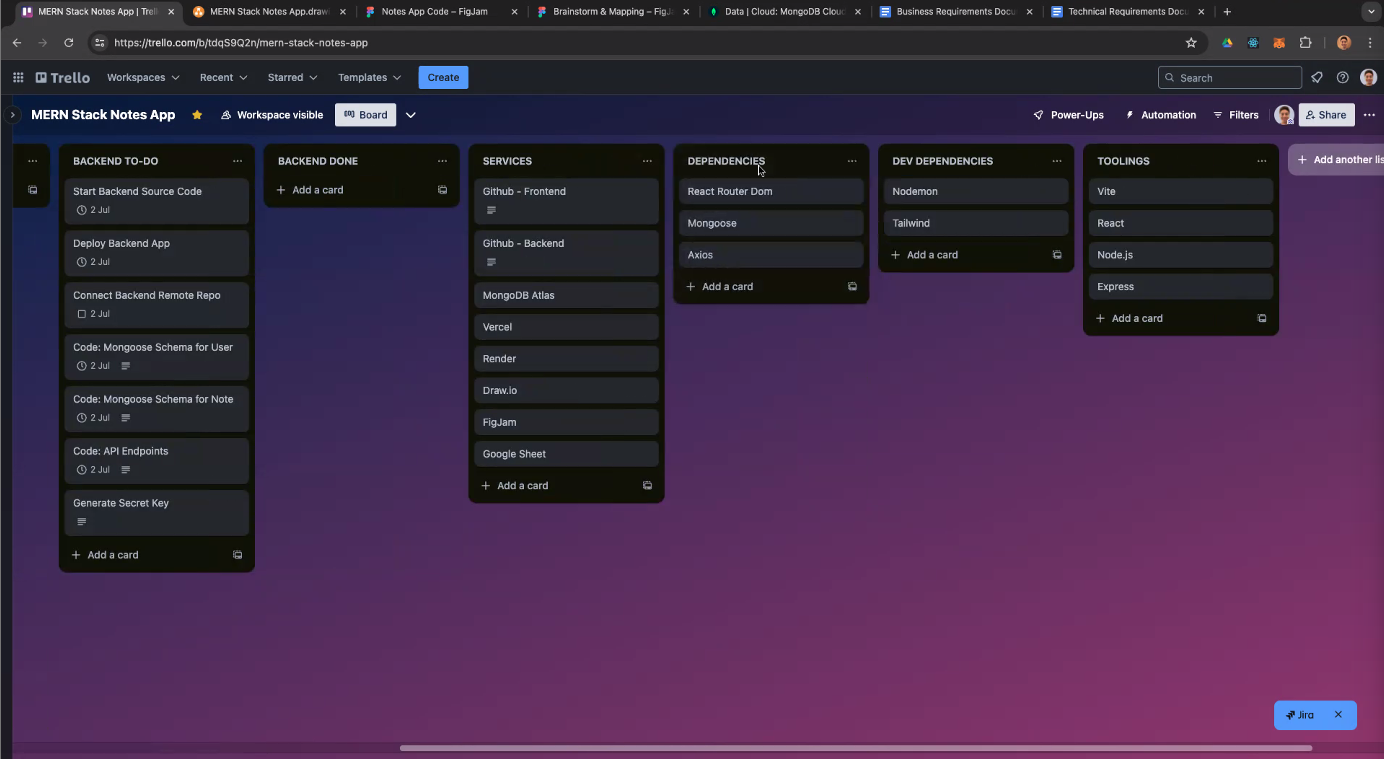 MERN Stack Notes App | Trell
MERN Stack Notes App.drawi
Notes App Code – FigJam
Brainstorm & Mapping – FigJa
Data | Cloud: MongoDB Cloud
Business Requirements Docu
Technical Requirements Docu
https://trello.com/b/tdqS9Q2n/mern-stack-notes-app
Trello
Workspaces
Recent
Starred
Templates
Create
Search
MERN Stack Notes App
Workspace visible
Board
Power-Ups
Automation
Filters
Share
BACKEND TO-DO
Start Backend Source Code
2 Jul
Deploy Backend App
2 Jul
Connect Backend Remote Repo
2 Jul
Code: Mongoose Schema for User
2 Jul
Code: Mongoose Schema for Note
2 Jul
Code: API Endpoints
2 Jul
Generate Secret Key
Add a card
BACKEND DONE
Add a card
SERVICES
Github - Frontend
Github - Backend
MongoDB Atlas
Vercel
Render
Draw.io
FigJam
Google Sheet
Add a card
DEPENDENCIES
React Router Dom
Mongoose
Axios
Add a card
DEV DEPENDENCIES
Nodemon
Tailwind
Add a card
TOOLINGS
Vite
React
Node.js
Express
Add a card
Add another lis
Jira